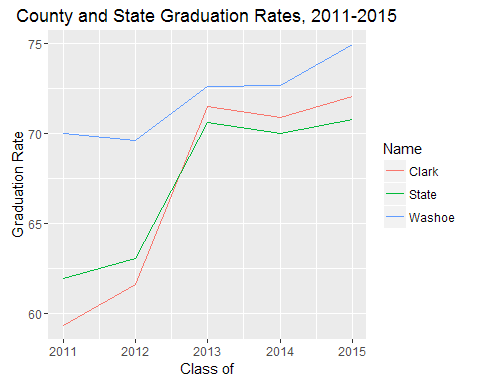 County and State Graduation Rates, 2011-2015
75
70
65
60
Graduation Rate
2011 2012 2013 2014 2015
Class of
Name
Clark
State
Washoe